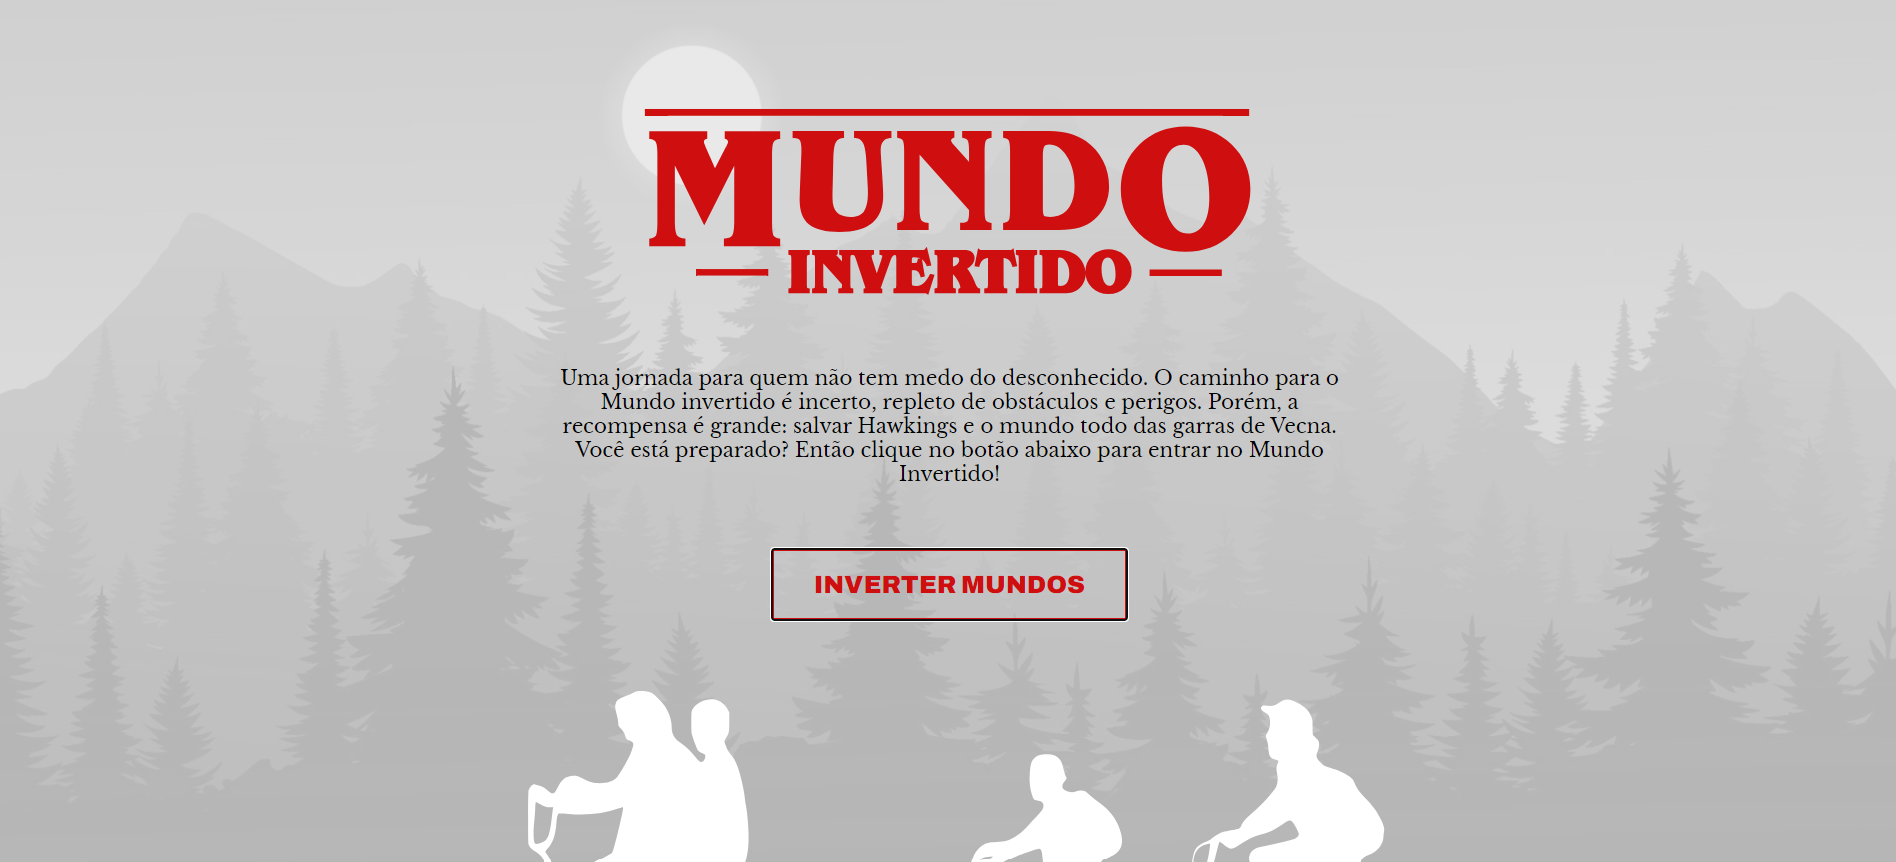 MUNDO
INVERTIDO
Uma jornada para quem não tem medo do desconhecido. O caminho para o
Mundo invertido é incerto, repleto de obstáculos e perigos. Porém, a
recompensa é grande: salvar Hawkings e o mundo todo das garras de Vecna.
Você está preparado? Então clique no botão abaixo para entrar no Mundo
Invertido!
INVERTER MUNDOS